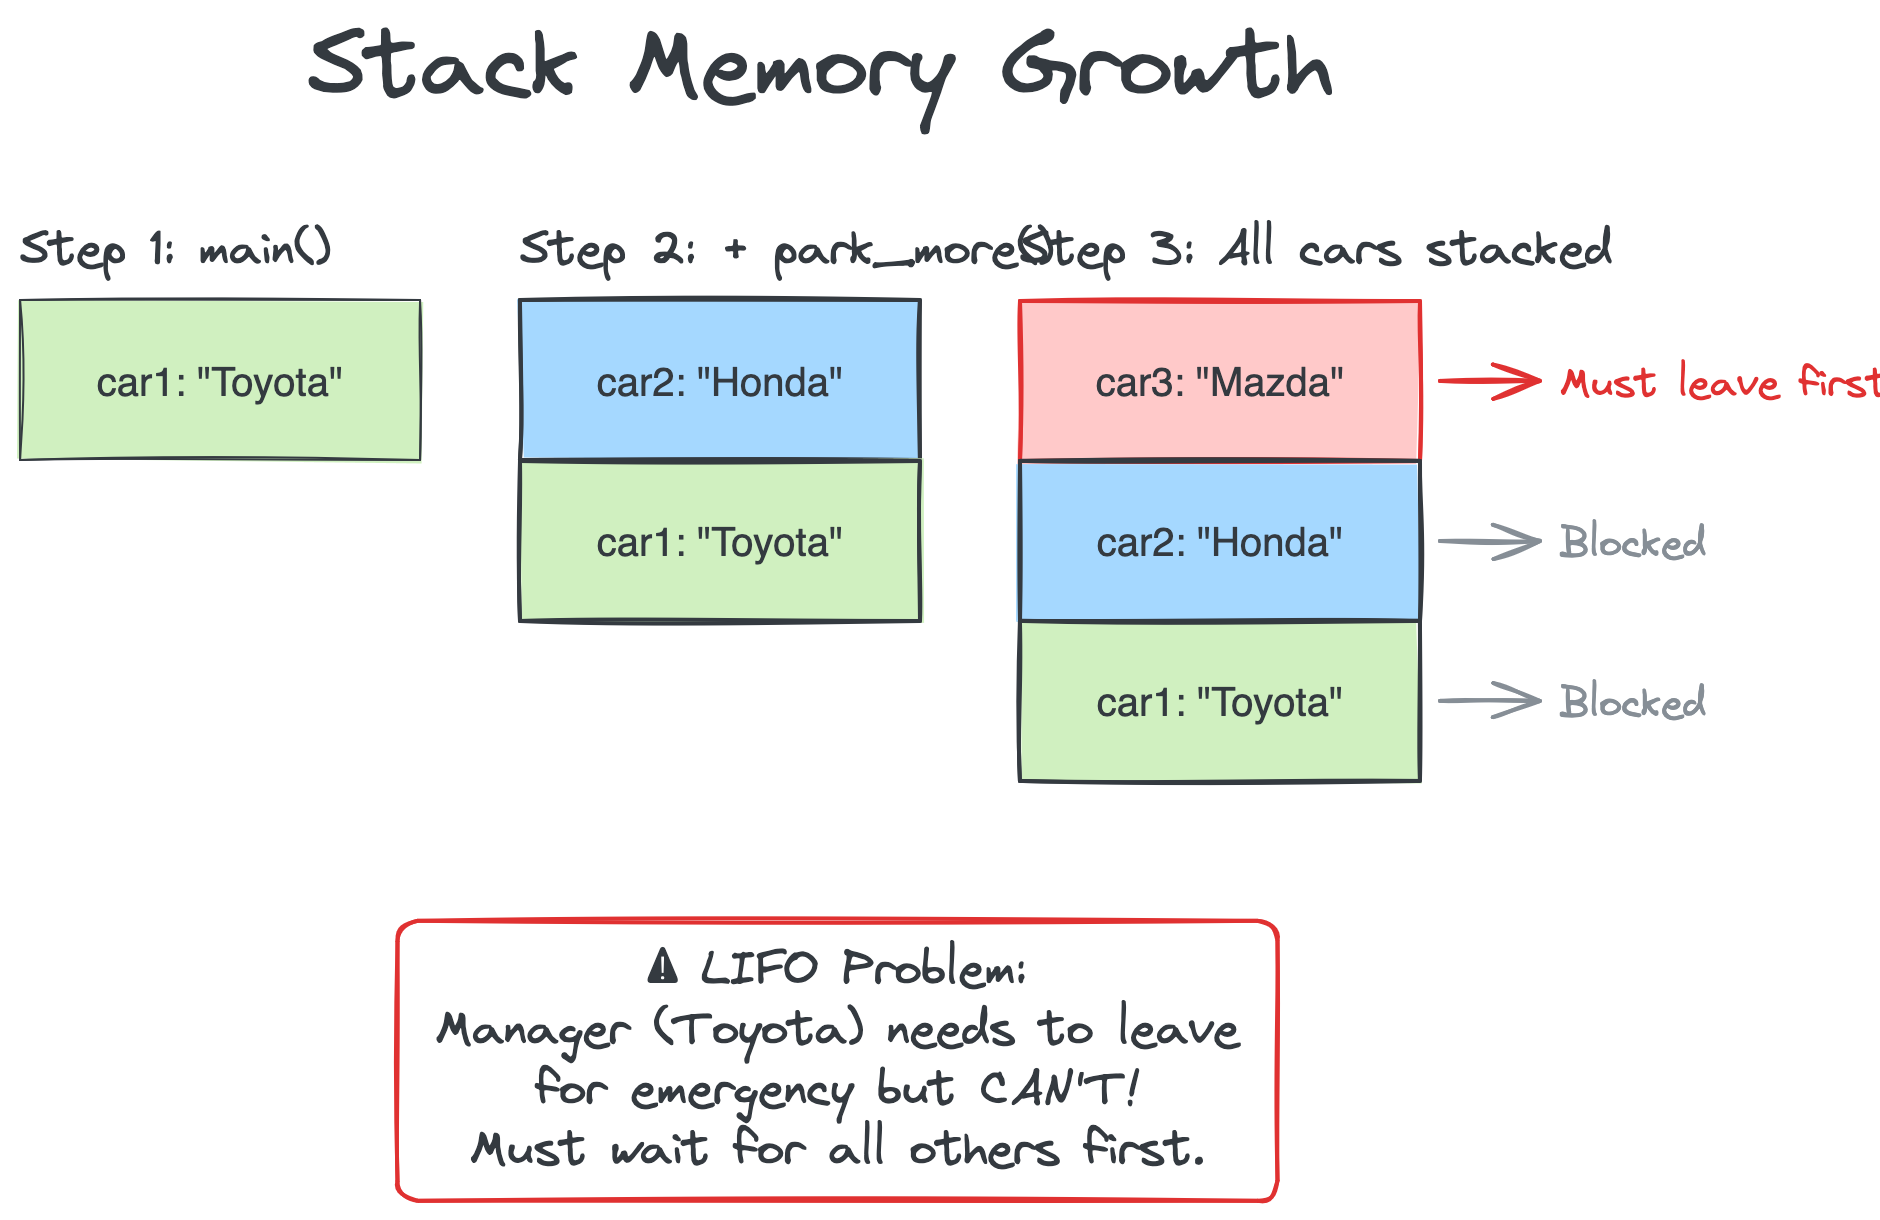 Stack Memory Growth
Step 1: main()
car1: "Toyota"
Step 2: + park_more()
car2: "Honda"
car1: "Toyota"
Step 3: All cars stacked
car3: "Mazda"
Must leave first
car2: "Honda"
Blocked
car1: "Toyota"
Blocked
⚠ LIFO Problem:
Manager (Toyota) needs to leave
for emergency but CAN'T!
Must wait for all others first.